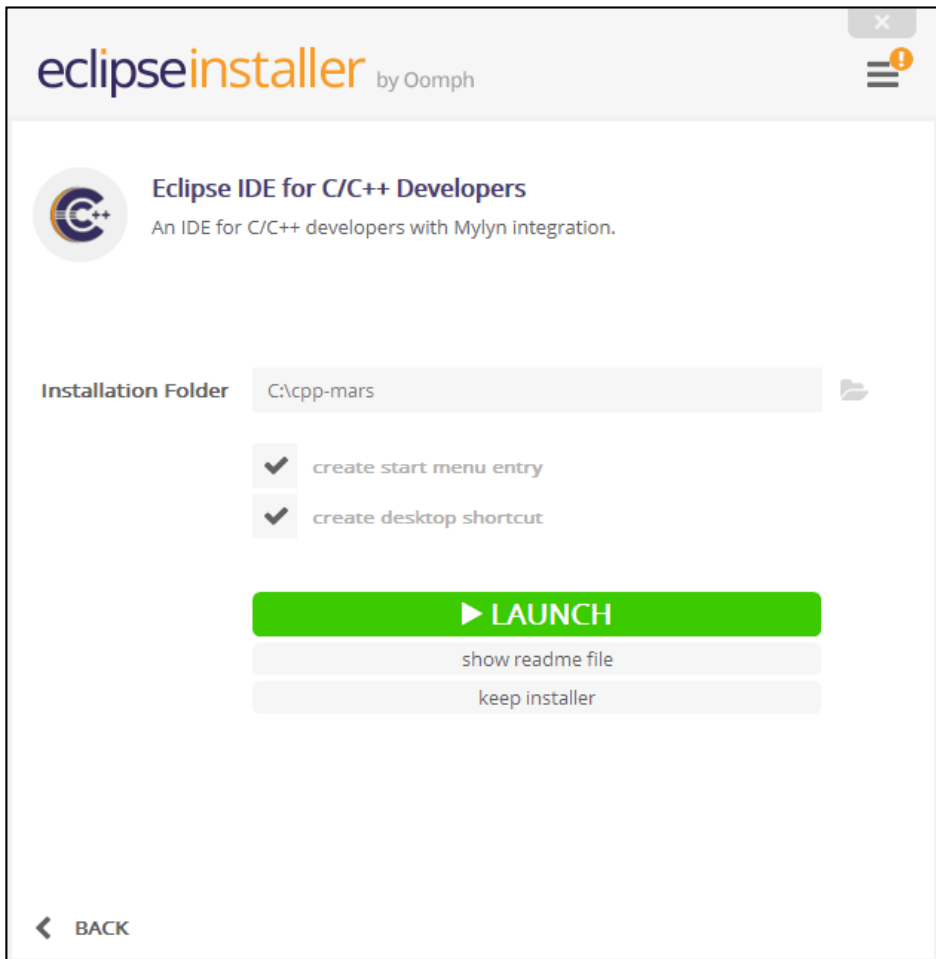 eclipseinstaller by Oomph
!
C++
Eclipse IDE for C/C++ Developers
An IDE for C/C++ developers with Mylyn integration.
Installation Folder C:\cpp-mars
create start menu entry
create desktop shortcut
LAUNCH
show readme file
keep installer
BACK